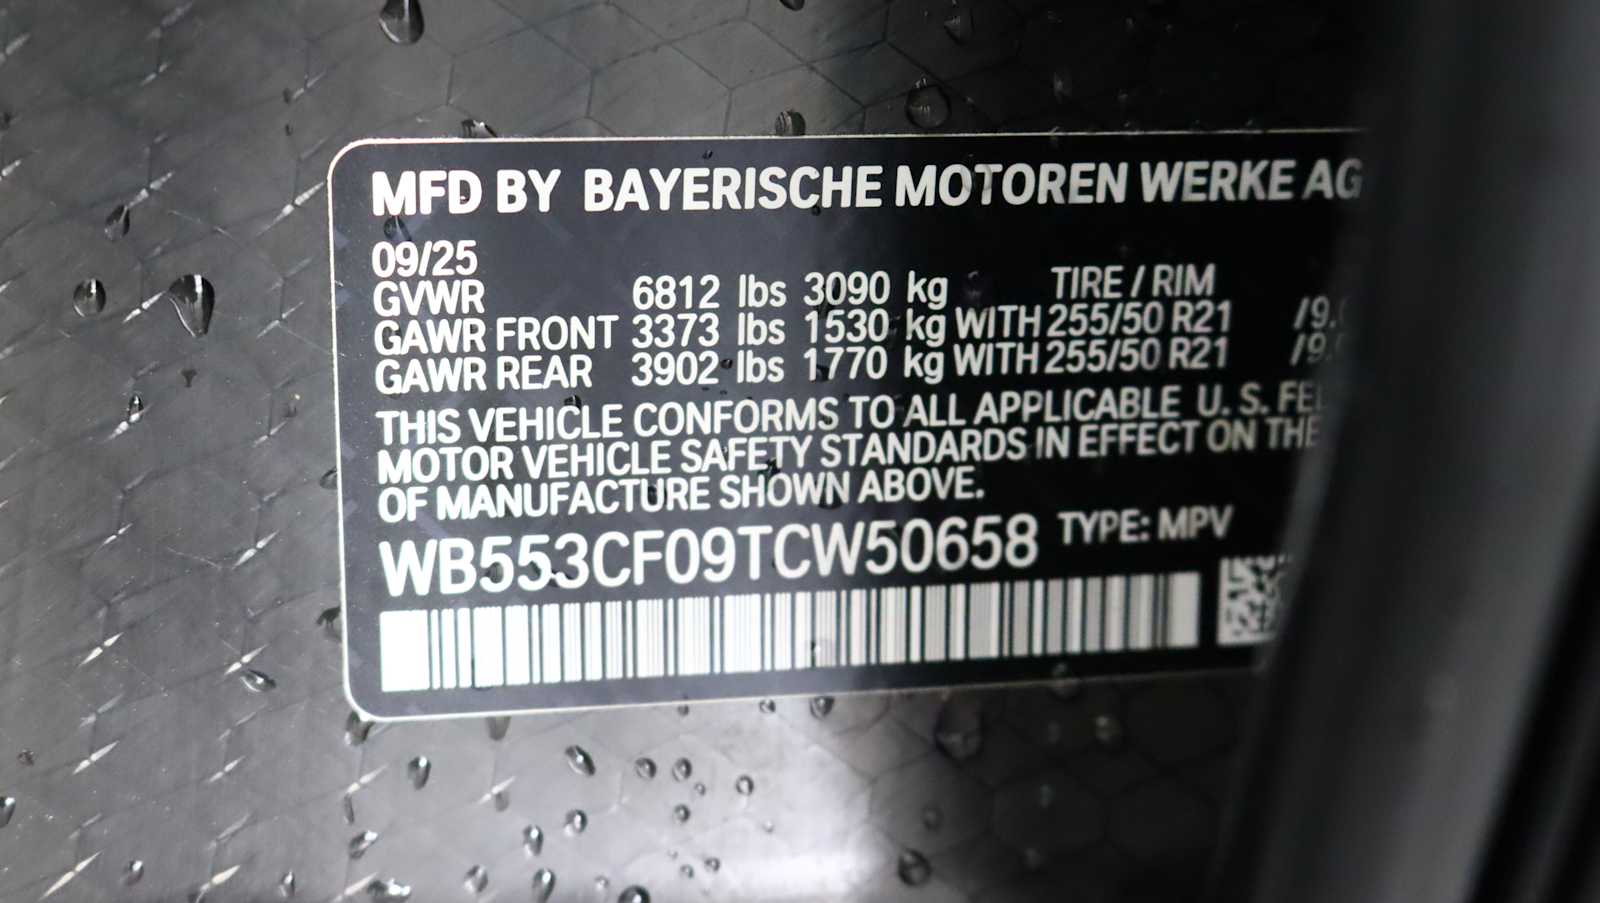 MFD BY BAYERISCHE MOTOREN WERKE AG
09/25
GVWR 6812 lbs 3090 kg TIRE / RIM
GAWR FRONT 3373 lbs 1530 kg WITH 255/50 R21 /9.
GAWR REAR 3902 lbs 1770 kg WITH 255/50 R21 /9.
THIS VEHICLE CONFORMS TO ALL APPLICABLE U. S.
MOTOR VEHICLE SAFETY STANDARDS IN EFFECT ON THE
OF MANUFACTURE SHOWN ABOVE.
WB553CF09TCW50658 TYPE: MPV